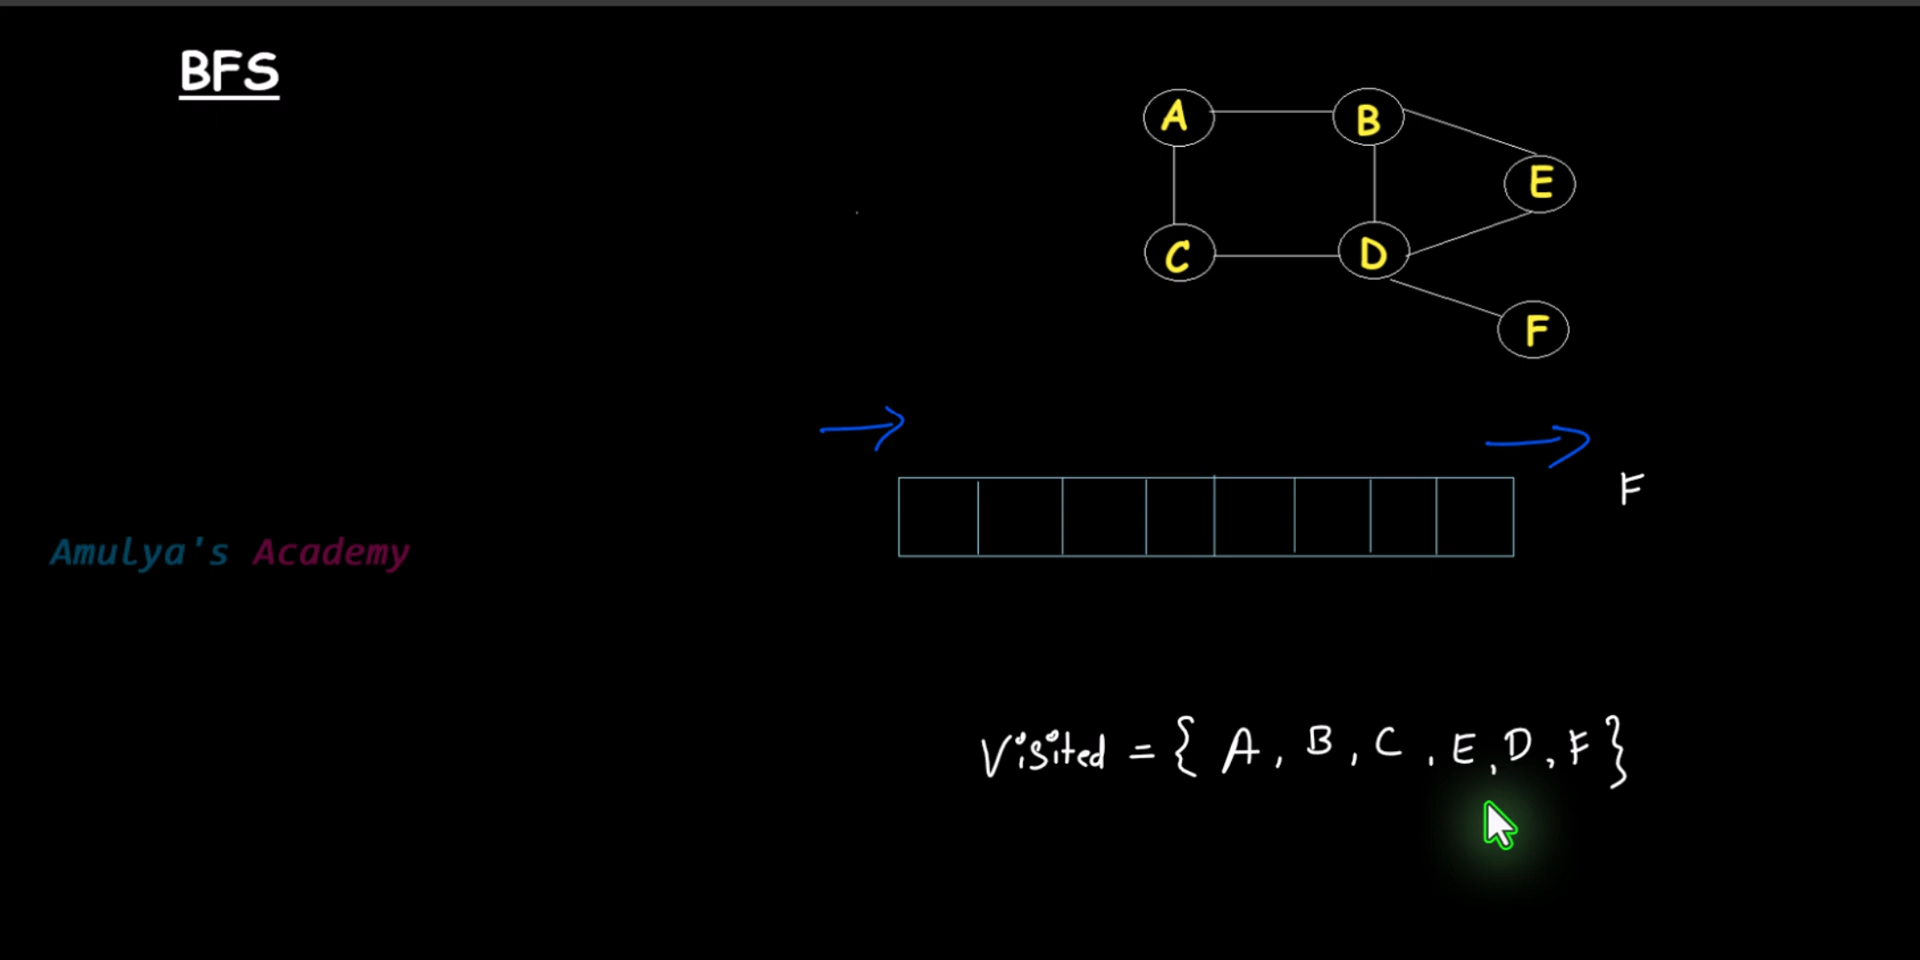 BFS
A B
E
C D
F
F
Amulya's Academy
Visited = { A, B, C, E, D, F }